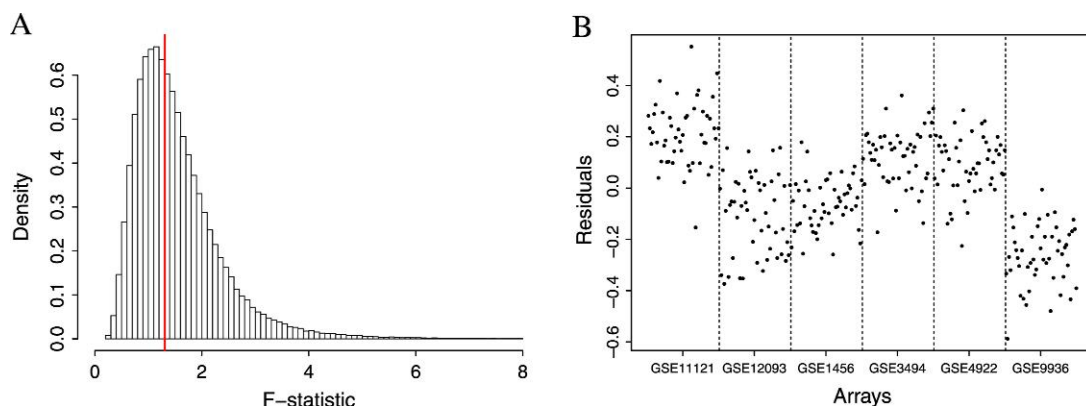 A
Density
0.0 0.1 0.2 0.3 0.4 0.5 0.6
0 2 4 6 8
F−statistic
B
Residuals
−0.6 −0.4 −0.2 0.0 0.2 0.4
GSE11121 GSE12093 GSE1456 GSE3494 GSE4922 GSE9936
Arrays